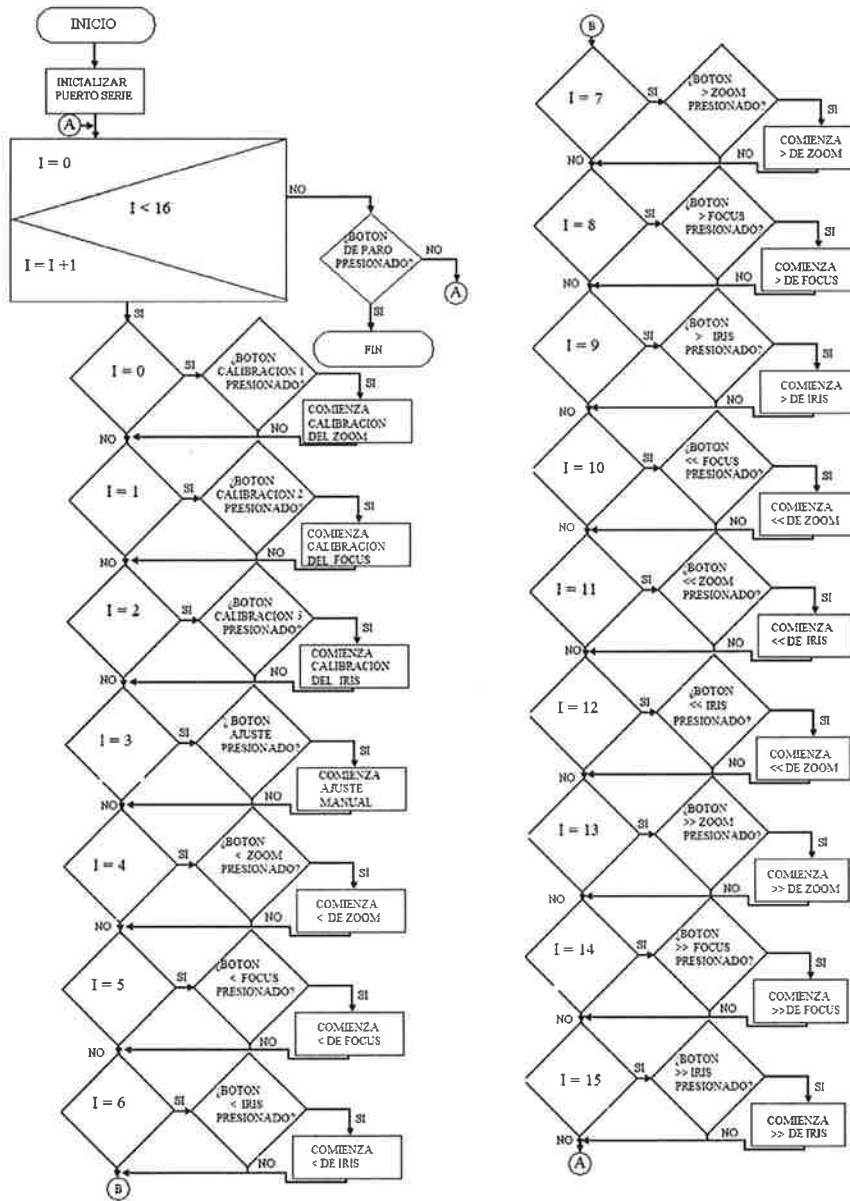 INICIO
INICIALIZAR
PUERTO SERIE
A
I = 0
I < 16
I = I +1
NO
¿BOTON
DE PARO
PRESIONADO?
NO
A
SI
FIN
SI
I = 0
SI
¿BOTON
CALIBRACION 1
PRESIONADO?
SI
COMIENZA
CALIBRACION
DEL ZOOM
NO
NO
I = 1
SI
¿BOTON
CALIBRACION 2
PRESIONADO?
SI
COMIENZA
CALIBRACION
DEL FOCUS
NO
NO
I = 2
SI
¿BOTON
CALIBRACION 3
PRESIONADO?
SI
COMIENZA
CALIBRACION
DEL IRIS
NO
NO
I = 3
SI
¿BOTON
AJUSTE
PRESIONADO?
SI
COMIENZA
AJUSTE
MANUAL
NO
NO
I = 4
SI
¿BOTON
< ZOOM
PRESIONADO?
SI
COMIENZA
< DE ZOOM
NO
NO
I = 5
SI
¿BOTON
< FOCUS
PRESIONADO?
SI
COMIENZA
< DE FOCUS
NO
NO
I = 6
SI
¿BOTON
< IRIS
PRESIONADO?
SI
COMIENZA
< DE IRIS
NO
NO
B
B
I = 7
SI
¿BOTON
> ZOOM
PRESIONADO?
SI
COMIENZA
> DE ZOOM
NO
NO
I = 8
SI
¿BOTON
> FOCUS
PRESIONADO?
SI
COMIENZA
> DE FOCUS
NO
NO
I = 9
SI
¿BOTON
> IRIS
PRESIONADO?
SI
COMIENZA
> DE IRIS
NO
NO
I = 10
SI
¿BOTON
<< FOCUS
PRESIONADO?
SI
COMIENZA
<< DE ZOOM
NO
NO
I = 11
SI
¿BOTON
<< ZOOM
PRESIONADO?
SI
COMIENZA
<< DE IRIS
NO
NO
I = 12
SI
¿BOTON
<< IRIS
PRESIONADO?
SI
COMIENZA
<< DE ZOOM
NO
NO
I = 13
SI
¿BOTON
>> ZOOM
PRESIONADO?
SI
COMIENZA
>> DE ZOOM
NO
NO
I = 14
SI
¿BOTON
>> FOCUS
PRESIONADO?
SI
COMIENZA
>> DE FOCUS
NO
NO
I = 15
SI
¿BOTON
>> IRIS
PRESIONADO?
SI
COMIENZA
>> DE IRIS
NO
NO
A